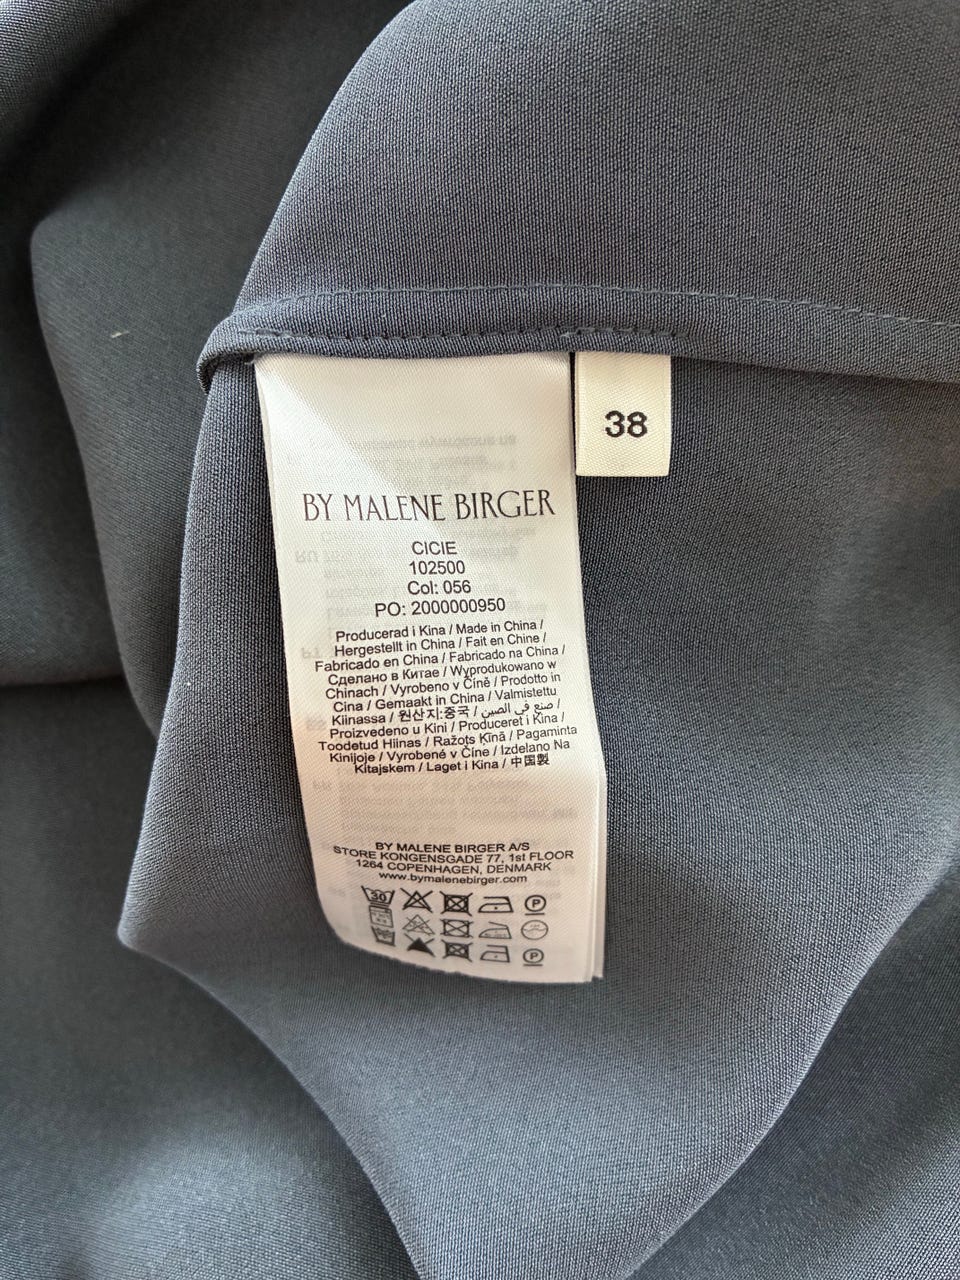 38
BY MALENE BIRGER
CICIE
102500
Col: 056
PO: 2000000950
Producerad i Kina / Made in China /
Hergestellt in China / Fait en Chine /
Fabricado en China / Fabricado na China /
Сделано в Китае / Wyprodukowano w
Chinach / Vyrobeno v Číně / Prodotto in
Cina / Gemaakt in China / Valmistettu
Kiinassa / 원산지:중국 / صنع في الصين /
Proizvedeno u Kini / Produceret i Kina /
Toodetud Hiinas / Ražots Ķīnā / Pagaminta
Kinijoje / Vyrobené v Číne / Izdelano Na
Kitajskem / Laget i Kina / 中国製
BY MALENE BIRGER A/S
STORE KONGENSGADE 77, 1st FLOOR
1264 COPENHAGEN, DENMARK
www.bymalenebirger.com
30 P
P